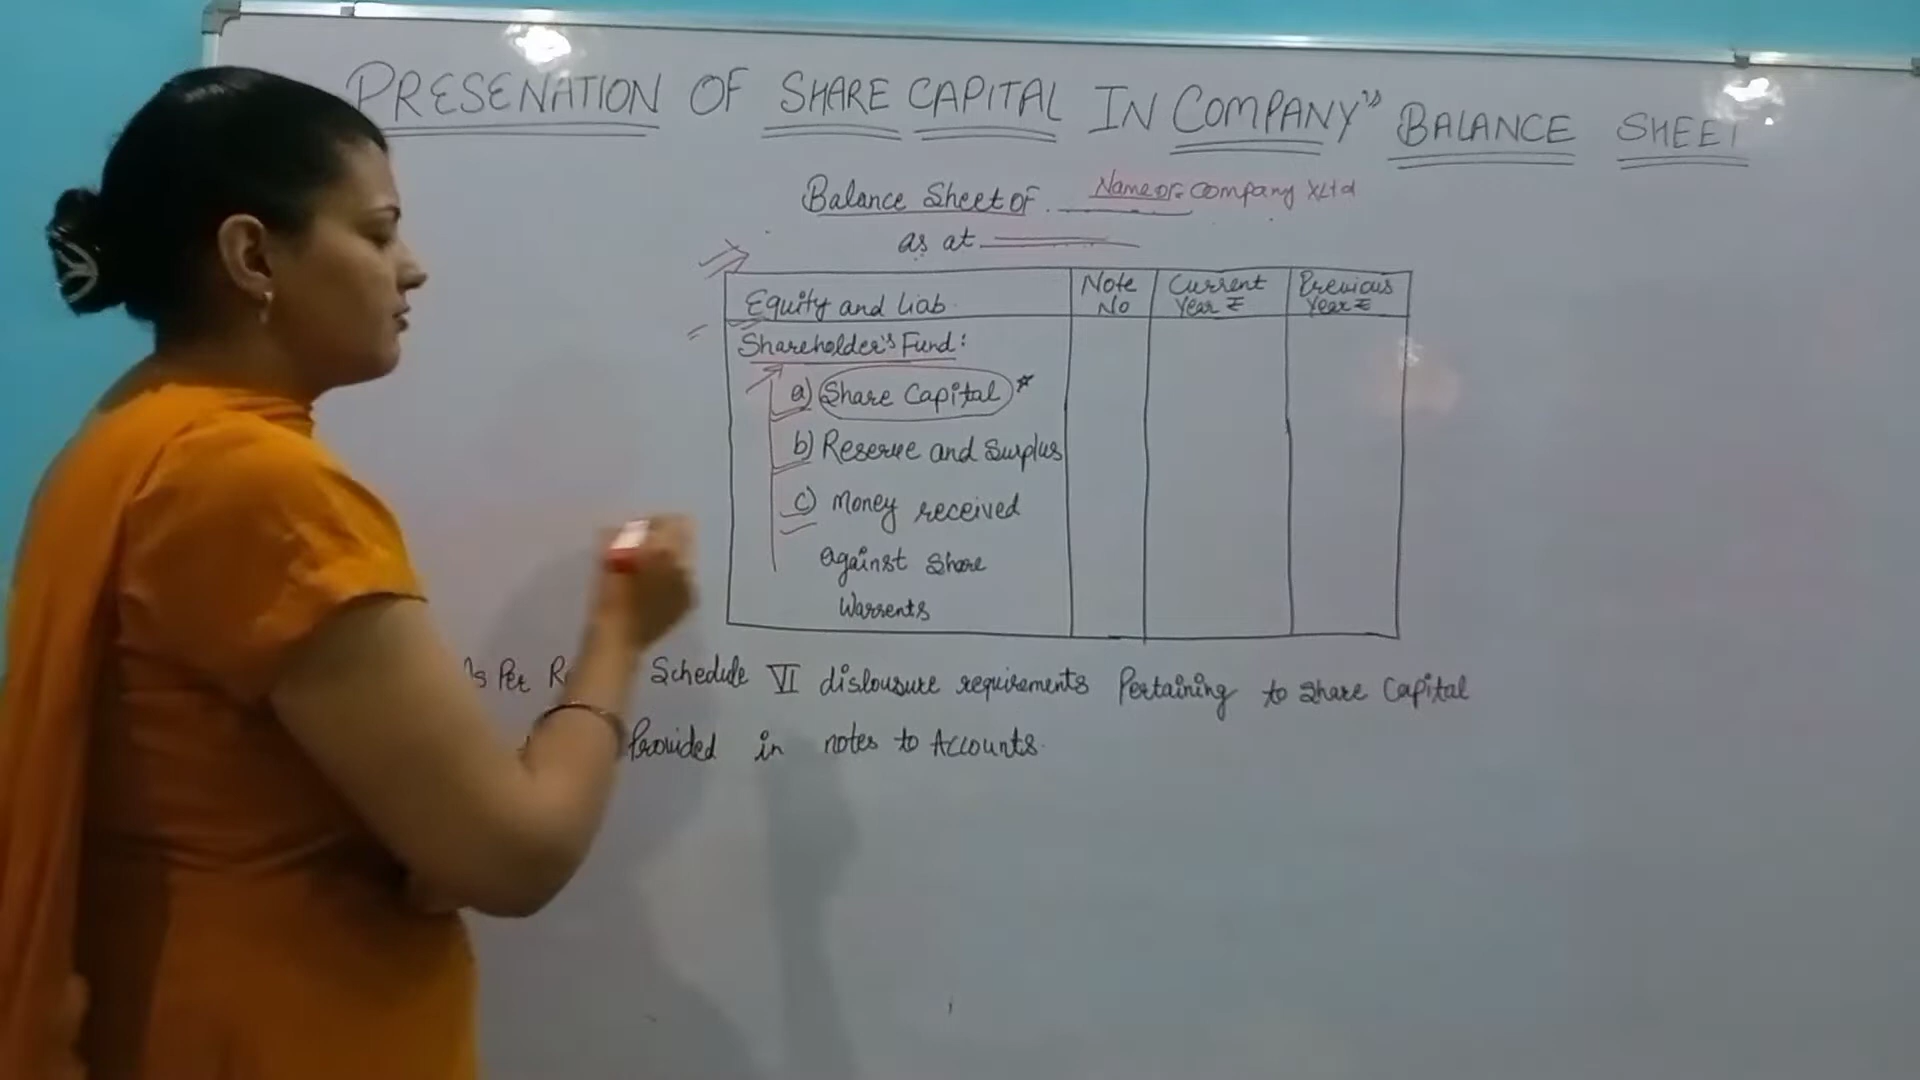 PRESENATION OF SHARE CAPITAL IN COMPANY" BALANCE SHEET
Balance Sheet OF Name of Company X Ltd
as at
Equity and Liab. Note No Current Year ₹ Previous Year ₹
Shareholder's Fund:
a) Share Capital *
b) Reserve and Surplus
c) Money received
against Share
Warrents
As Per Schedule VI dislousure requirements Pertaining to Share Capital
Provided in notes to Accounts.